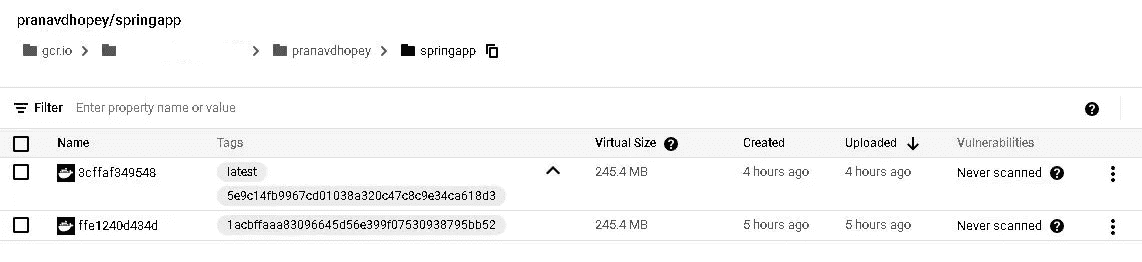 pranavdhopey/springapp
gcr.io > > pranavdhopey > springapp
Filter Enter property name or value
Name Tags Virtual Size Created Uploaded Vulnerabilities
3cffaf349548 latest 245.4 MB 4 hours ago 4 hours ago Never scanned
5e9c14fb9967cd01038a320c47c8c9e34ca618d3
ffe1240d434d 1acbffaaa83096645d56e399f07530938795bb52 245.4 MB 5 hours ago 5 hours ago Never scanned